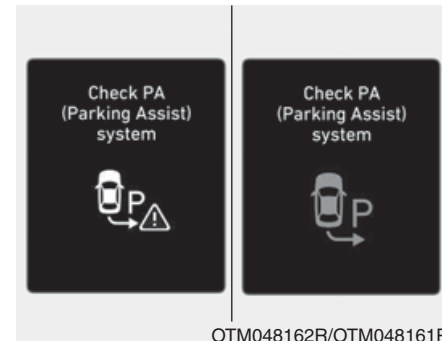 Check PA
(Parking Assist)
system
P
Check PA
(Parking Assist)
system
P
OTM048162R/OTM048161R